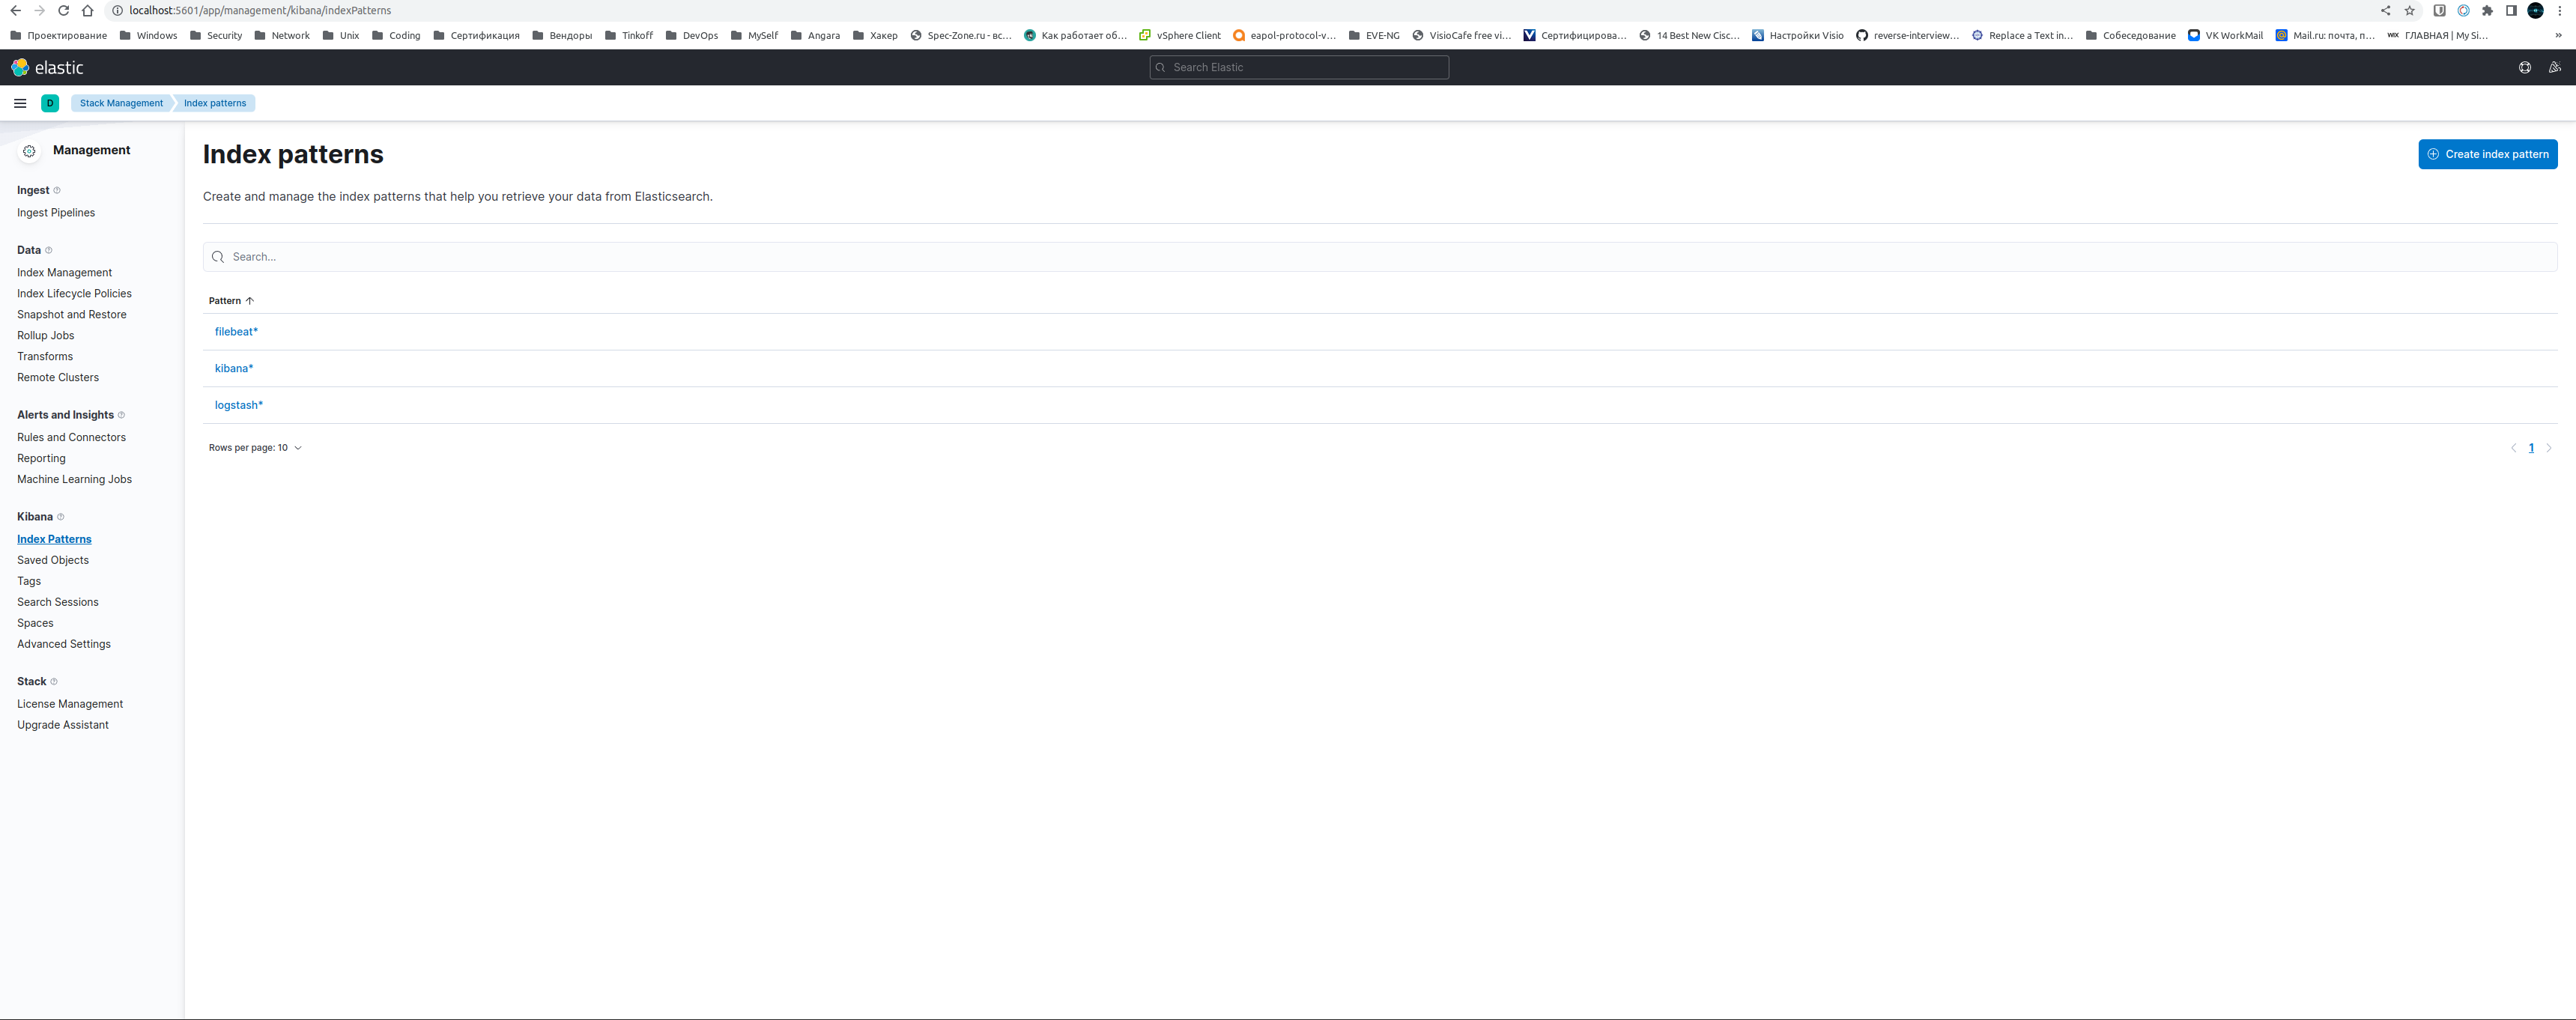 localhost:5601/app/management/kibana/indexPatterns
Проектирование Windows Security Network Unix Coding Сертификация Вендоры Tinkoff DevOps MySelf Angara Хакер Spec-Zone.ru - вс... Как работает об... vSphere Client eapol-protocol-v... EVE-NG VisioCafe free vi... Сертифицирова... 14 Best New Cisc... Настройки Visio reverse-interview... Replace a Text in... Собеседование VK WorkMail Mail.ru: почта, п... WIX ГЛАВНАЯ | My Si... »
elastic Search Elastic
D Stack Management Index patterns
Management
Ingest
Ingest Pipelines
Data
Index Management
Index Lifecycle Policies
Snapshot and Restore
Rollup Jobs
Transforms
Remote Clusters
Alerts and Insights
Rules and Connectors
Reporting
Machine Learning Jobs
Kibana
Index Patterns
Saved Objects
Tags
Search Sessions
Spaces
Advanced Settings
Stack
License Management
Upgrade Assistant
Index patterns
Create index pattern
Create and manage the index patterns that help you retrieve your data from Elasticsearch.
Search...
Pattern
filebeat*
kibana*
logstash*
Rows per page: 10
1